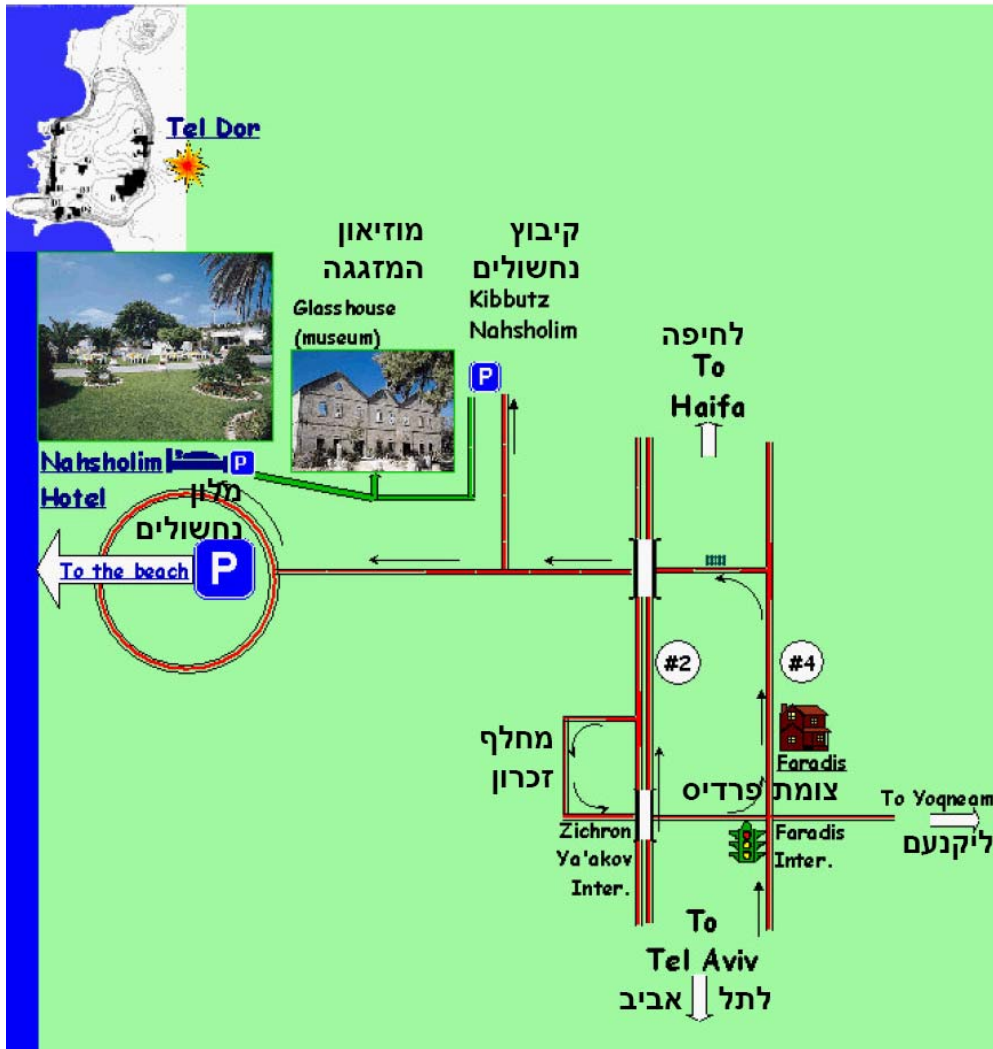 Tel Dor
מוזיאון
המזגגה
Glasshouse
(museum)
קיבוץ
נחשולים
Kibbutz
Nahsholim
P
לחיפה
To
Haifa
Nahsholim
P
Hotel
מלון
נחשולים
To the beach
P
#2
#4
מחלף
זכרון
Faradis
צומת פרדיס
To Yoqneam
ליקנעם
Zichron
Ya'akov
Inter.
Faradis
Inter.
To
Tel Aviv
לתל אביב